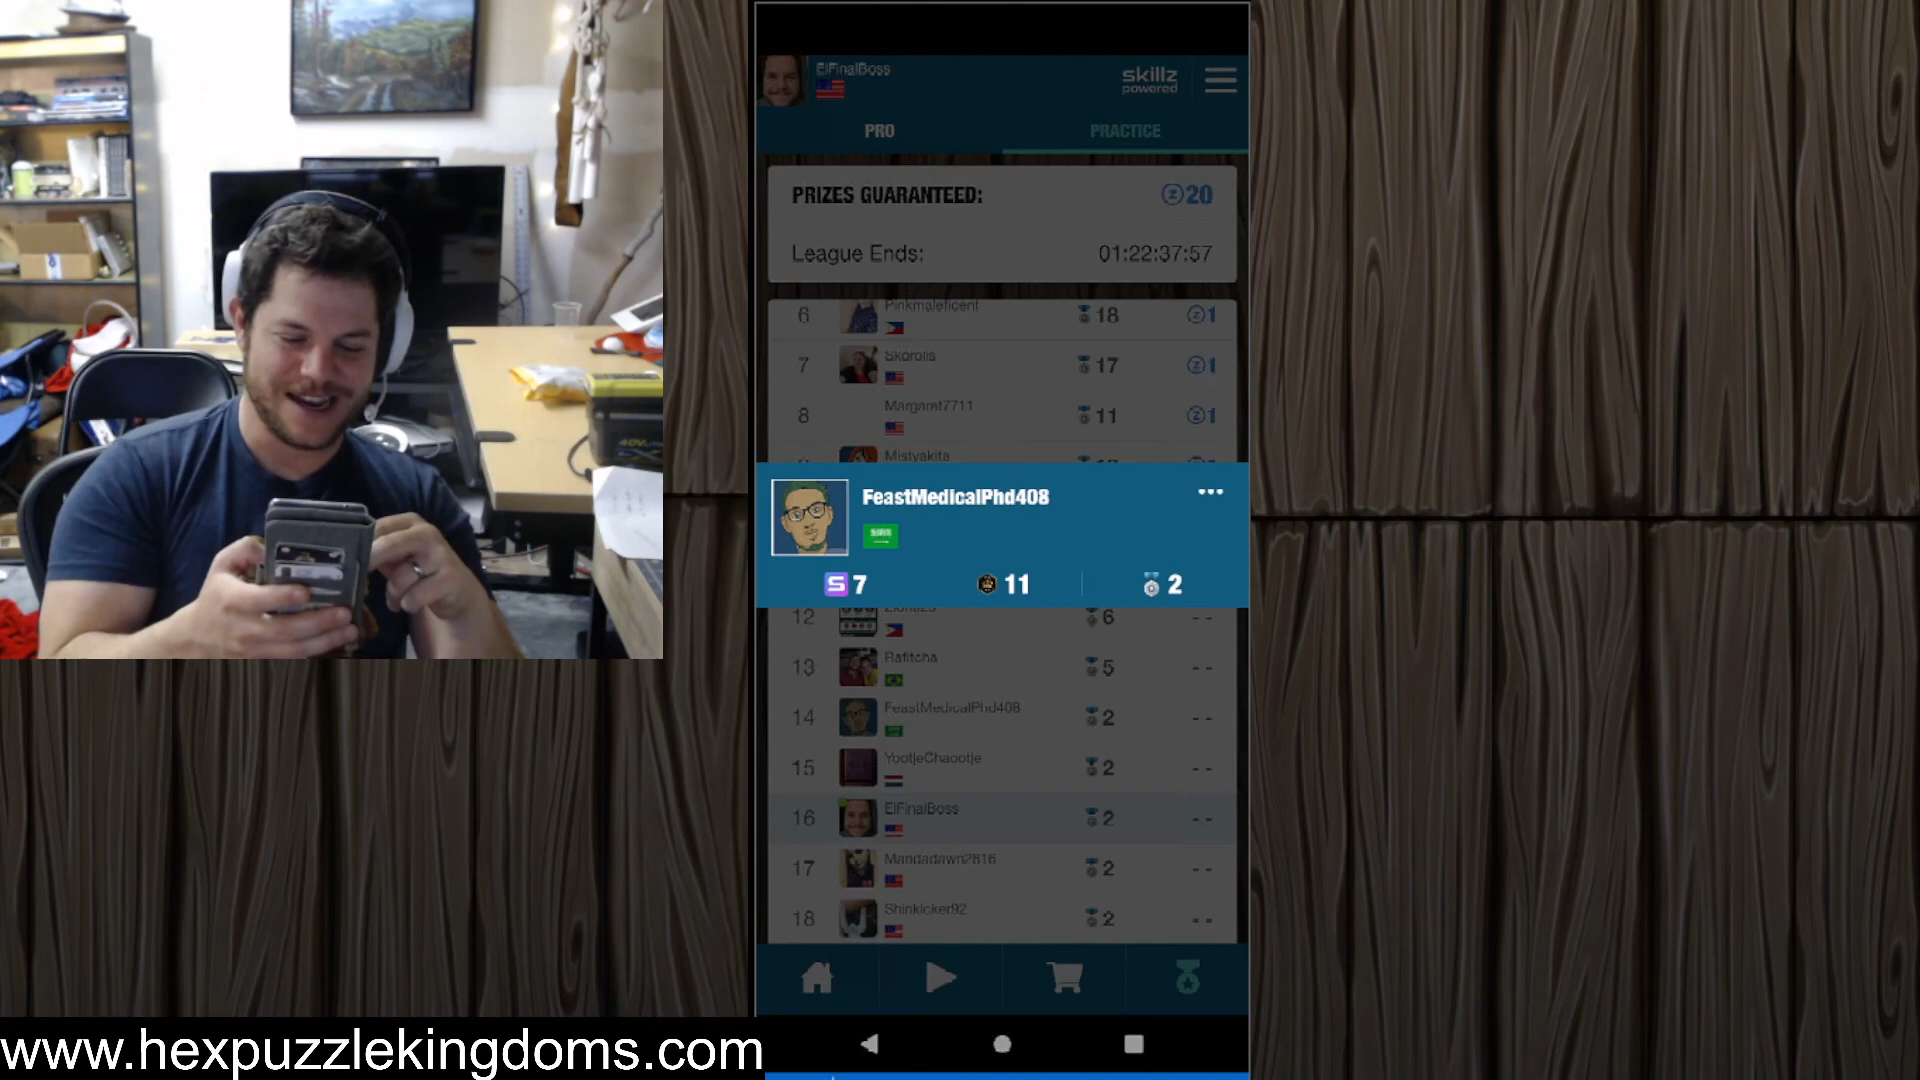 ElFinalBoss
skillz
powered
PRO
PRACTICE
PRIZES GUARANTEED:
20
League Ends:
01:22:37:57
6 Pinkmaleficent 18 1
7 Skorolis 17 1
8 Margaret7711 11 1
Mistyakita
FeastMedicalPhd408
S 7
11
2
12 6 - -
13 Rafitcha 5 - -
14 FeastMedicalPhd408 2 - -
15 YootjeChaootje 2 - -
16 ElFinalBoss 2 - -
17 Mandadawn2816 2 - -
18 Shinkicker92 2 - -
40V
www.hexpuzzlekingdoms.com